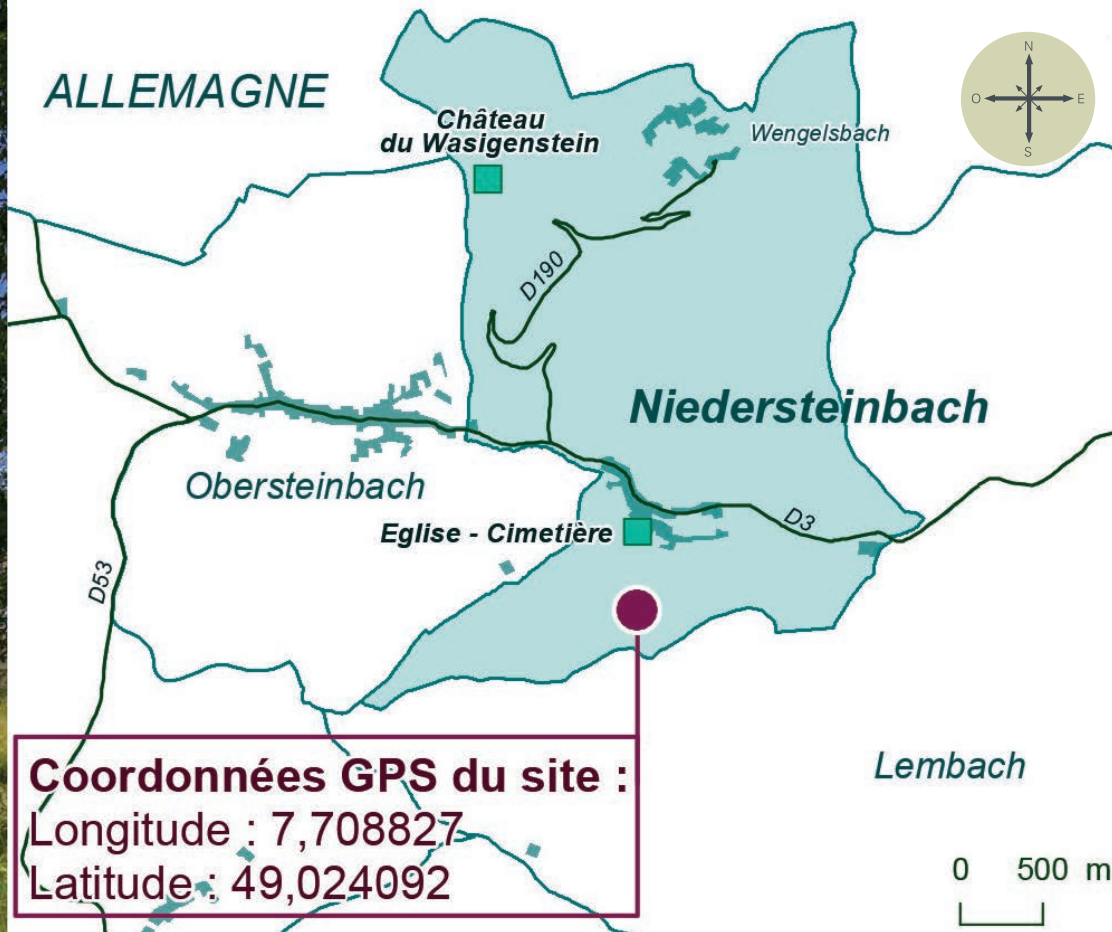 ALLEMAGNE
N
O
E
S
Château
du Wasigenstein
Wengelsbach
D190
Niedersteinbach
Obersteinbach
Eglise - Cimetière
D3
D53
Coordonnées GPS du site :
Longitude : 7,708827
Latitude : 49,024092
Lembach
0 500 m